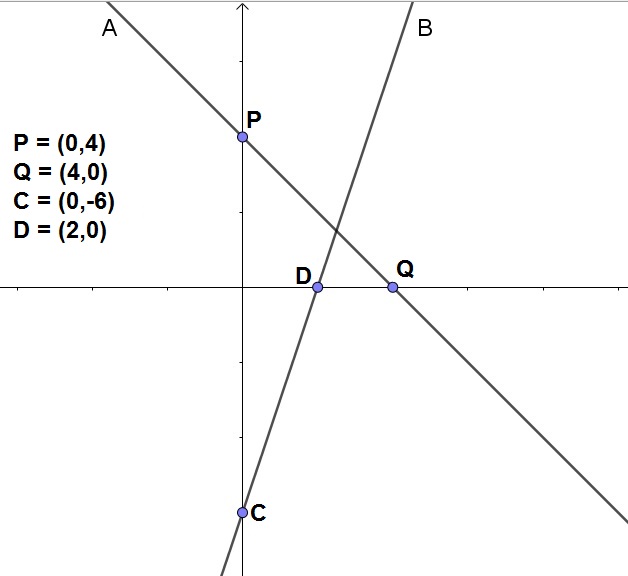 A
B
P
P = (0,4)
Q = (4,0)
C = (0,-6)
D = (2,0)
D
Q
C